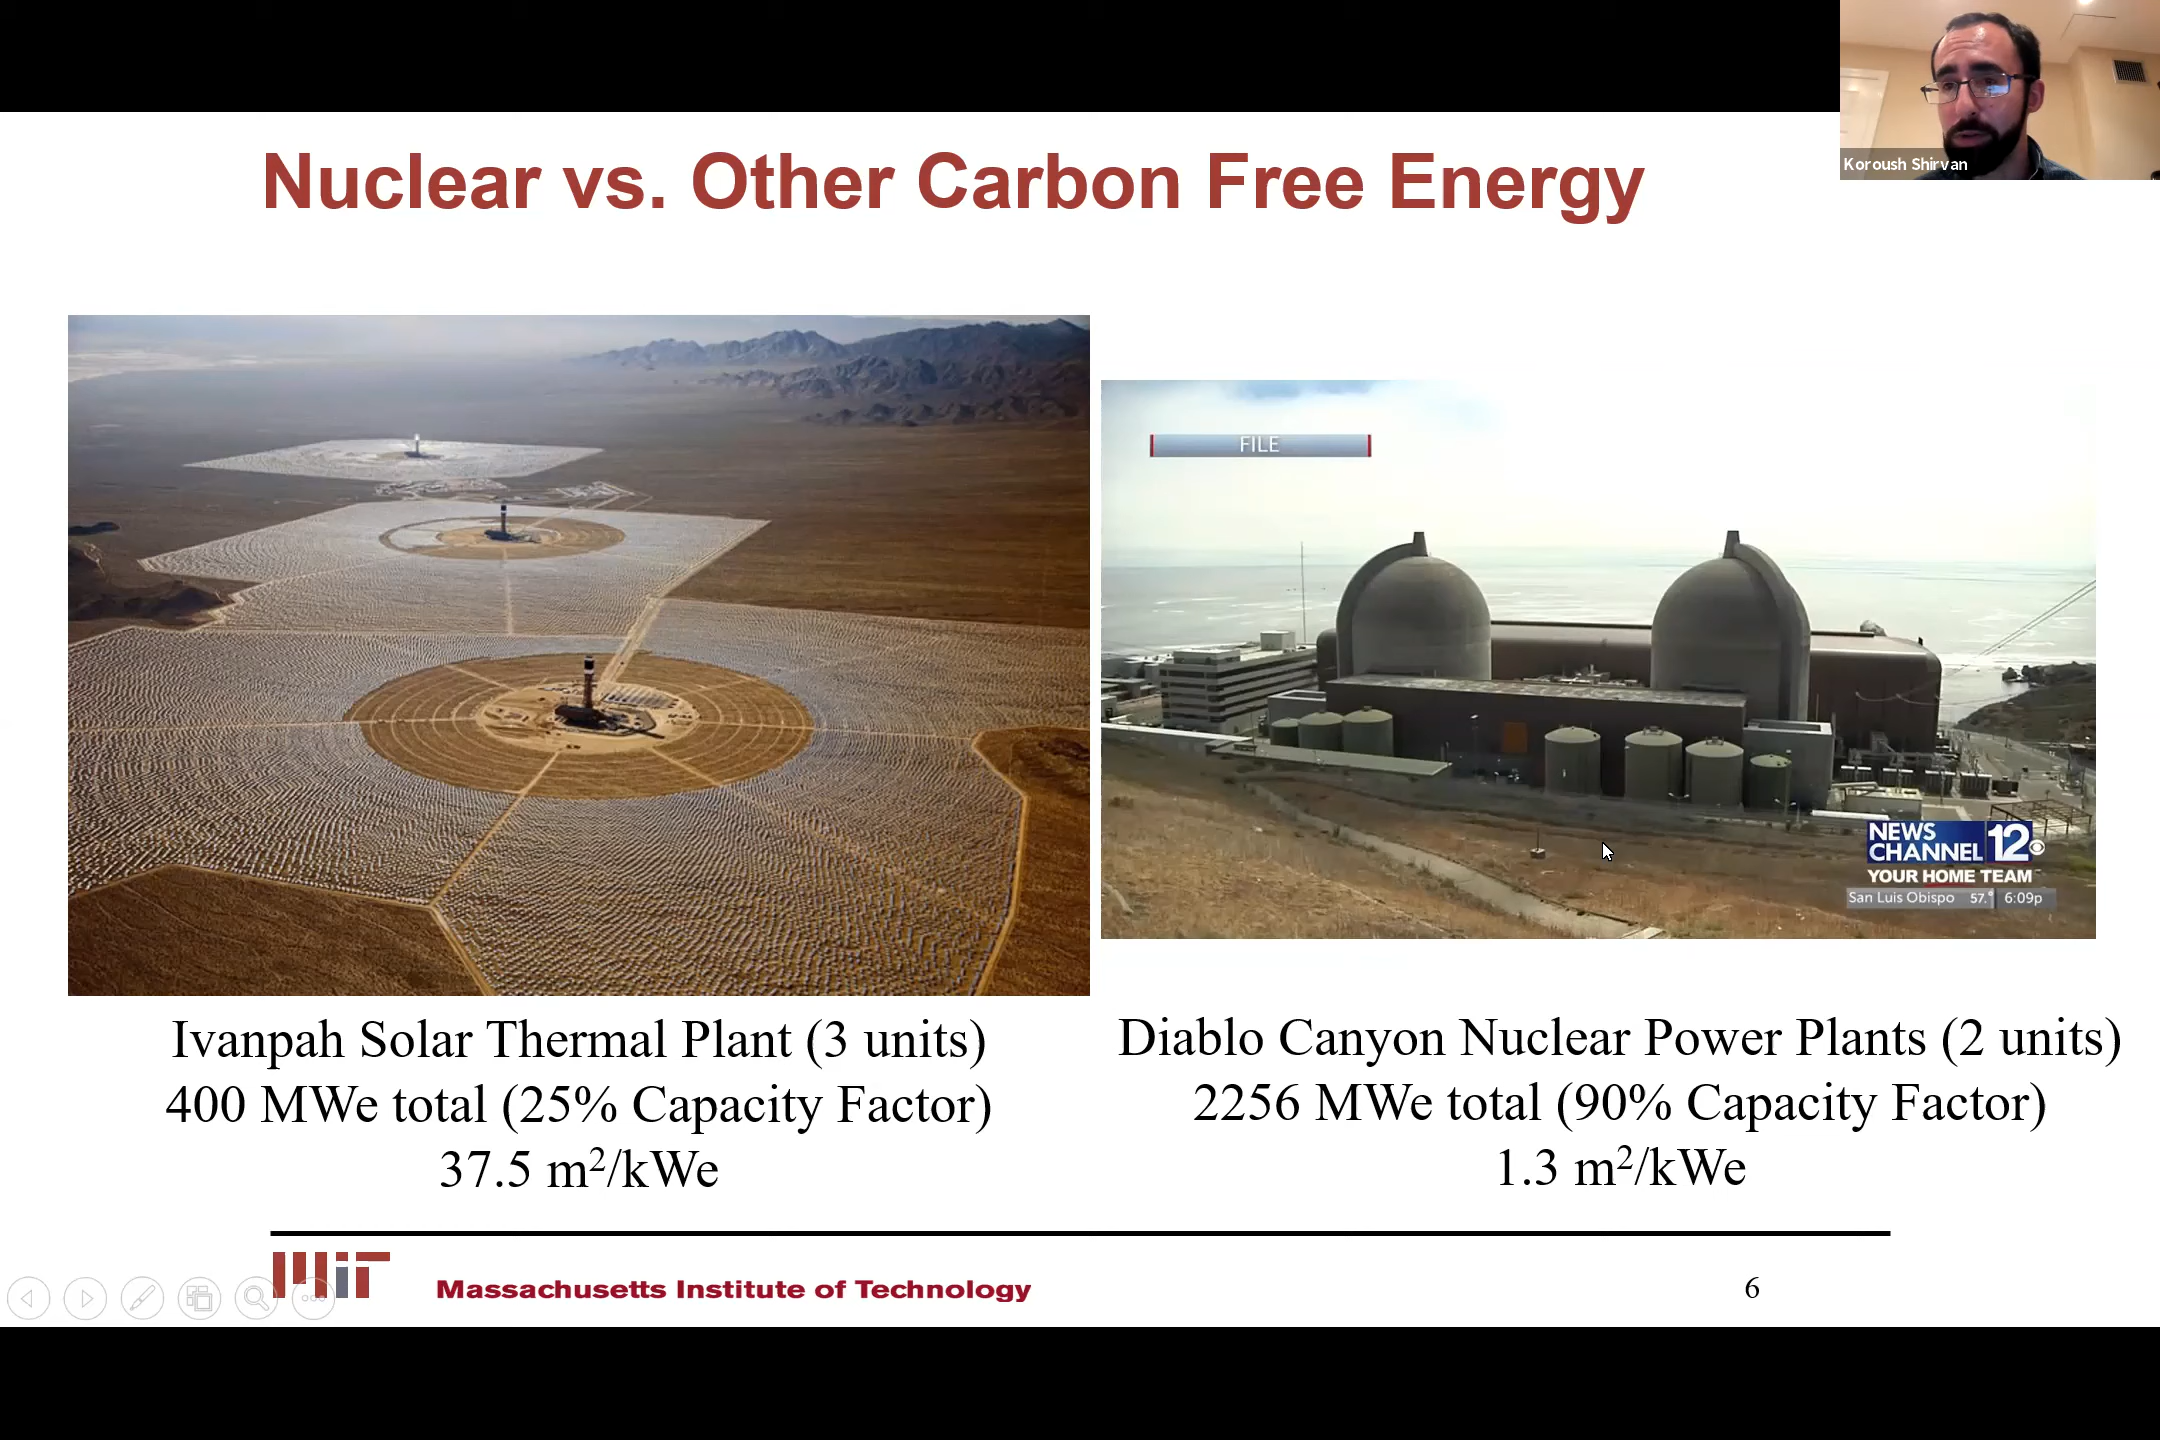 Koroush Shirvan
Nuclear vs. Other Carbon Free Energy
FILE
NEWS
CHANNEL 12
YOUR HOME TEAM
San Luis Obispo 57.° 6:09p
Ivanpah Solar Thermal Plant (3 units)
400 MWe total (25% Capacity Factor)
37.5 m²/kWe
Diablo Canyon Nuclear Power Plants (2 units)
2256 MWe total (90% Capacity Factor)
1.3 m²/kWe
MIT
Massachusetts Institute of Technology
6